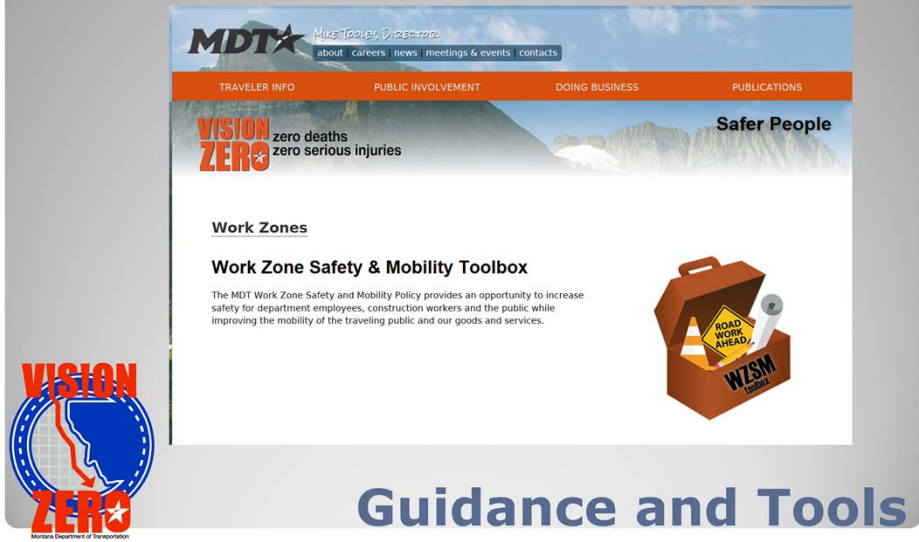 MDT
MIKE TOOLEY, DIRECTOR
about | careers | news | meetings & events | contacts
TRAVELER INFO PUBLIC INVOLVEMENT DOING BUSINESS PUBLICATIONS
VISION
ZERO
zero deaths
zero serious injuries
Safer People
Work Zones
Work Zone Safety & Mobility Toolbox
The MDT Work Zone Safety and Mobility Policy provides an opportunity to increase
safety for department employees, construction workers and the public while
improving the mobility of the traveling public and our goods and services.
ROAD
WORK
AHEAD
WZSM
toolbox
VISION
ZERO
Montana Department of Transportation
Guidance and Tools